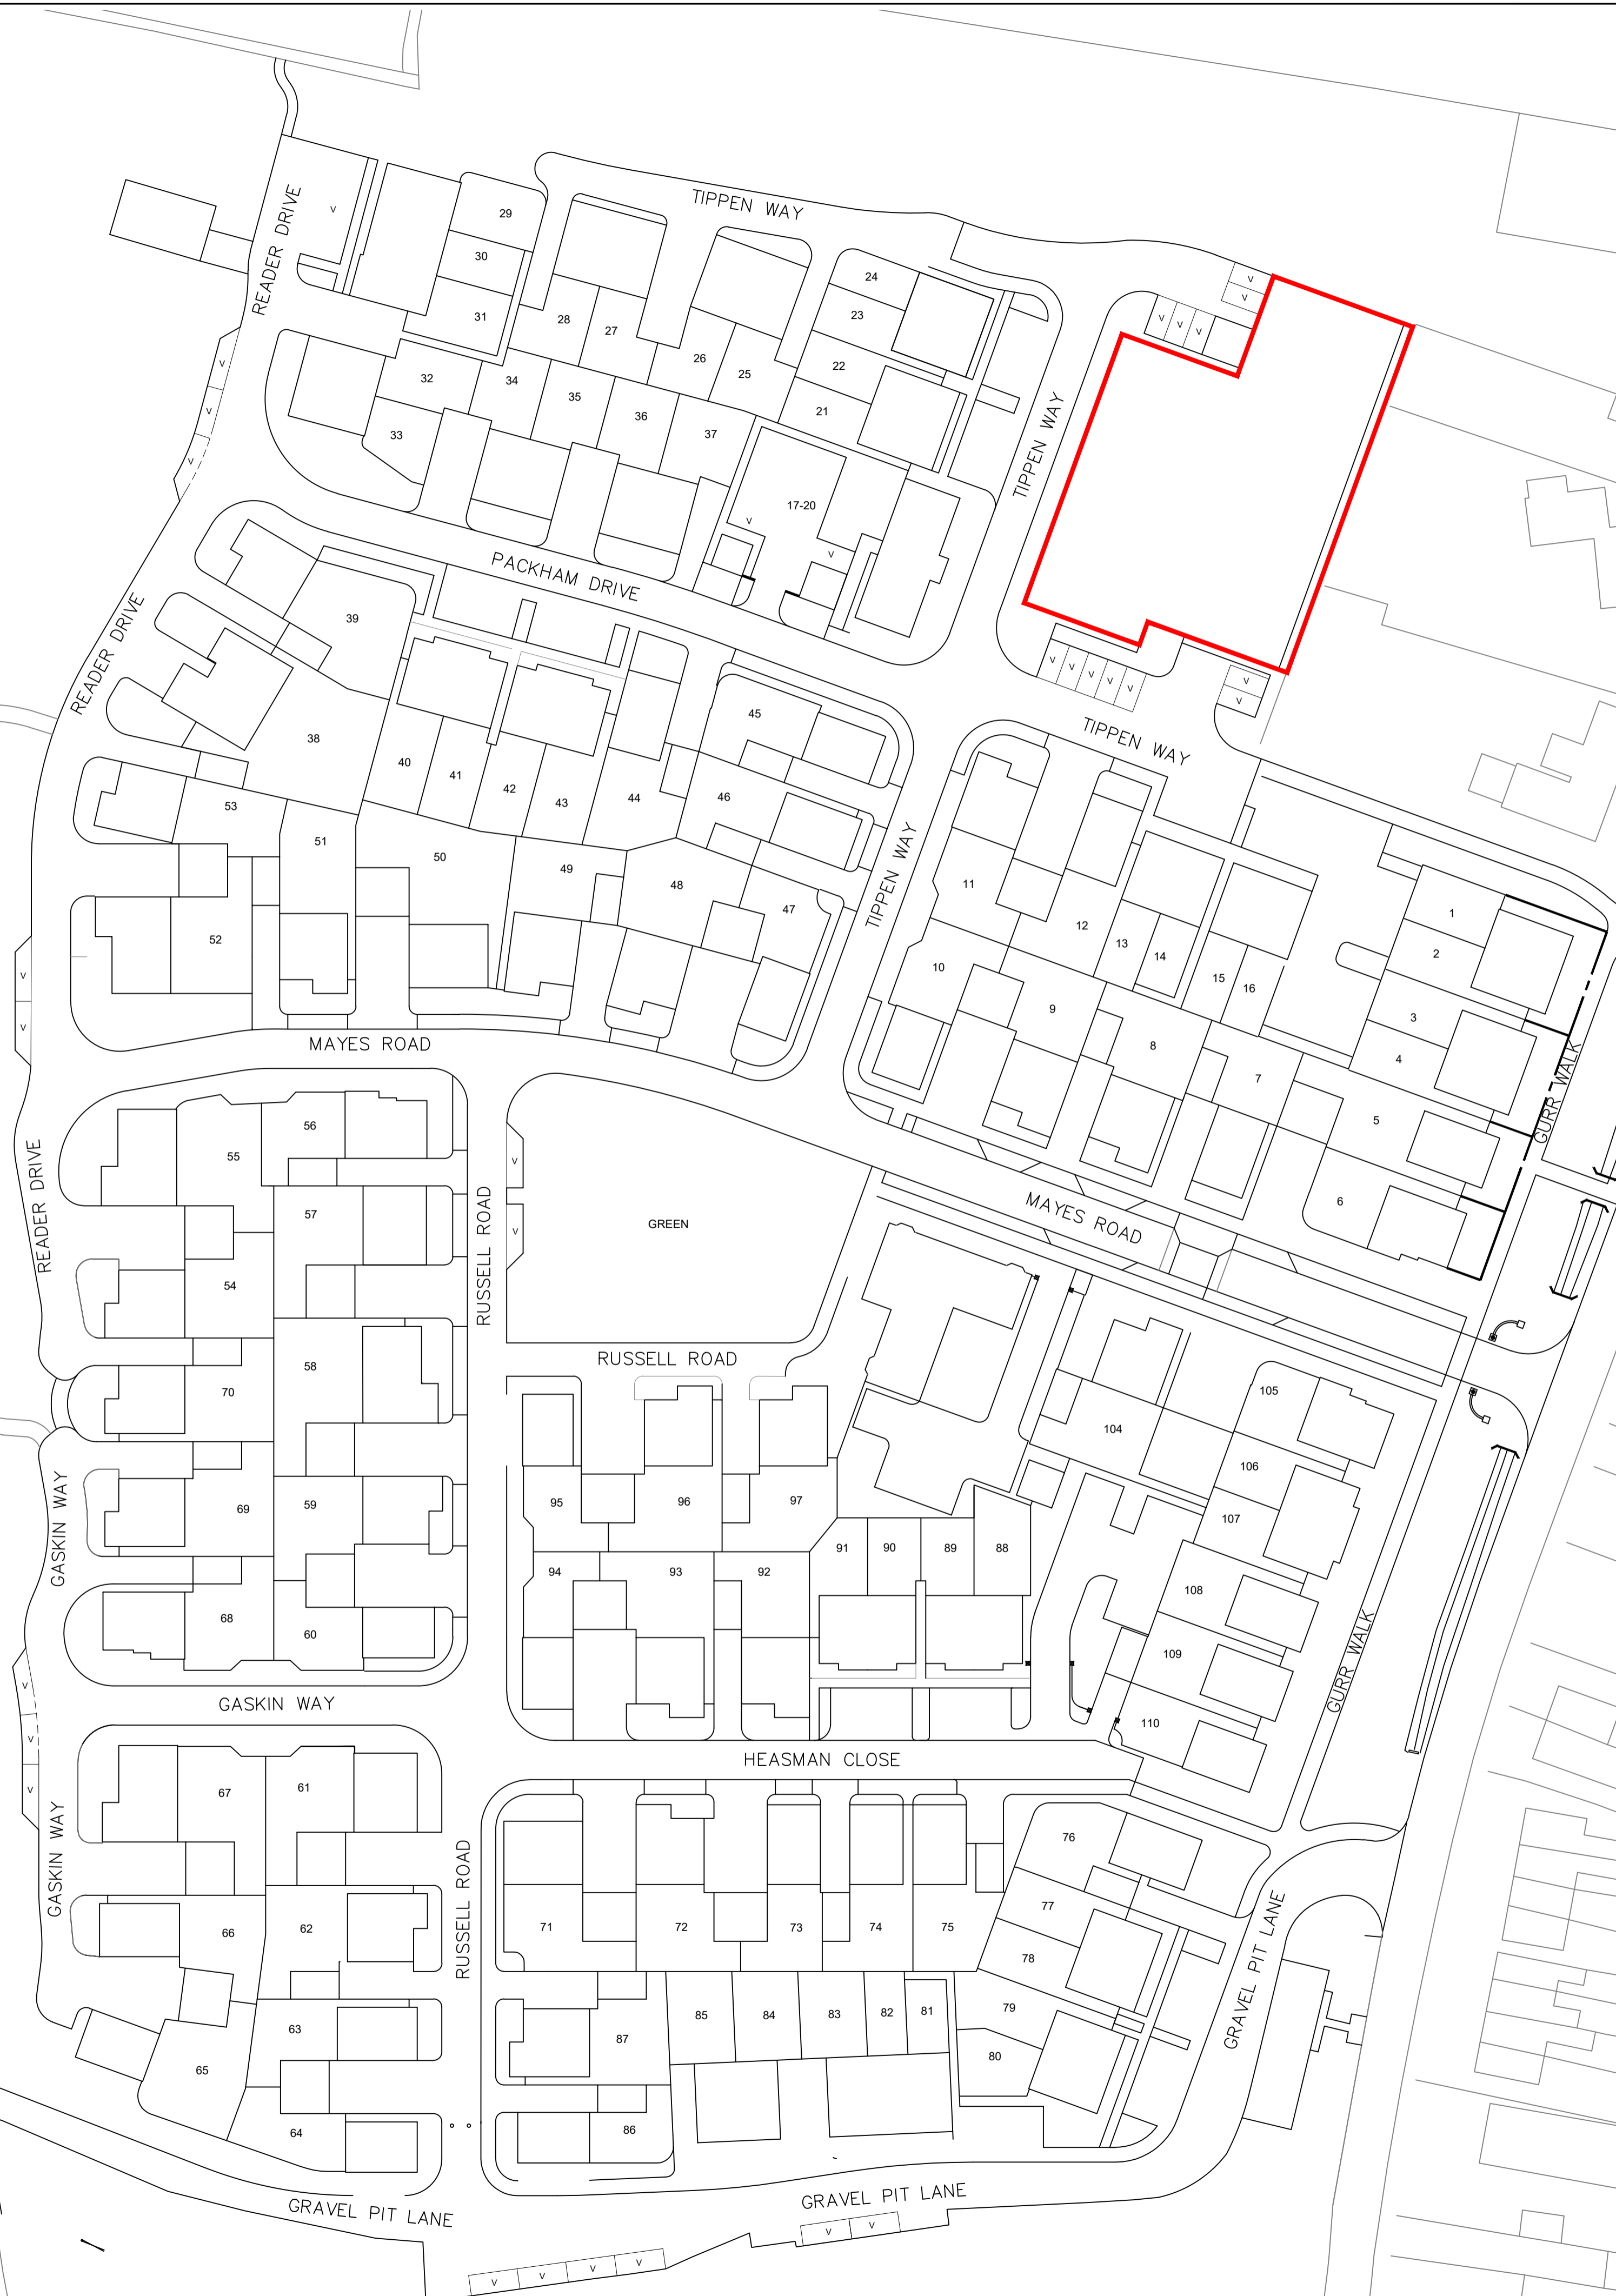 TIPPEN WAY
READER DRIVE
V
29
30
31
28
27
26
25
24
23
22
21
V
V
V
V
V
TIPPEN WAY
32
33
34
35
36
37
17-20
V
V
V
V
V
PACKHAM DRIVE
READER DRIVE
39
38
40
41
42
43
44
45
46
V
V
V
V
V
V
V
TIPPEN WAY
53
51
50
49
48
47
52
TIPPEN WAY
11
12
13
14
15
16
10
9
8
7
1
2
3
4
5
6
GURR WALK
V
V
MAYES ROAD
READER DRIVE
56
55
57
54
58
70
RUSSELL ROAD
V
V
GREEN
MAYES ROAD
RUSSELL ROAD
GASKIN WAY
69
59
68
60
95
96
97
94
93
92
91
90
89
88
104
105
106
107
108
109
110
GURR WALK
V
V
V
GASKIN WAY
HEASMAN CLOSE
GASKIN WAY
67
61
66
62
63
65
64
RUSSELL ROAD
71
72
73
74
75
76
77
78
79
80
87
85
84
83
82
81
86
GRAVEL PIT LANE
GRAVEL PIT LANE
GRAVEL PIT LANE
V
V
V
V
V
V